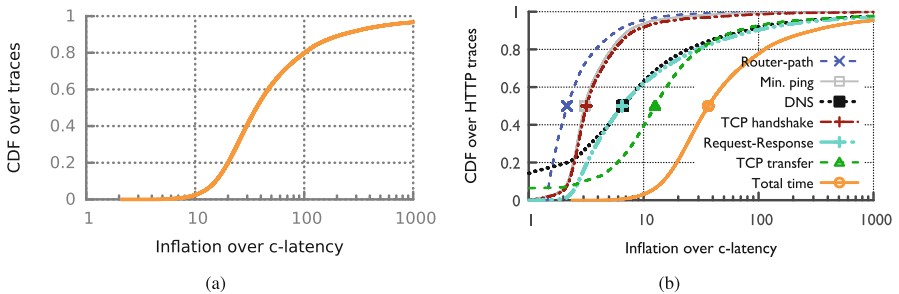 1
0.8
0.6
0.4
0.2
0
CDF over traces
1
10
100
1000
Inflation over c-latency
(a)
1
0.8
0.6
0.4
0.2
0
CDF over HTTP traces
Router-path
Min. ping
DNS
TCP handshake
Request-Response
TCP transfer
Total time
1
10
100
1000
Inflation over c-latency
(b)